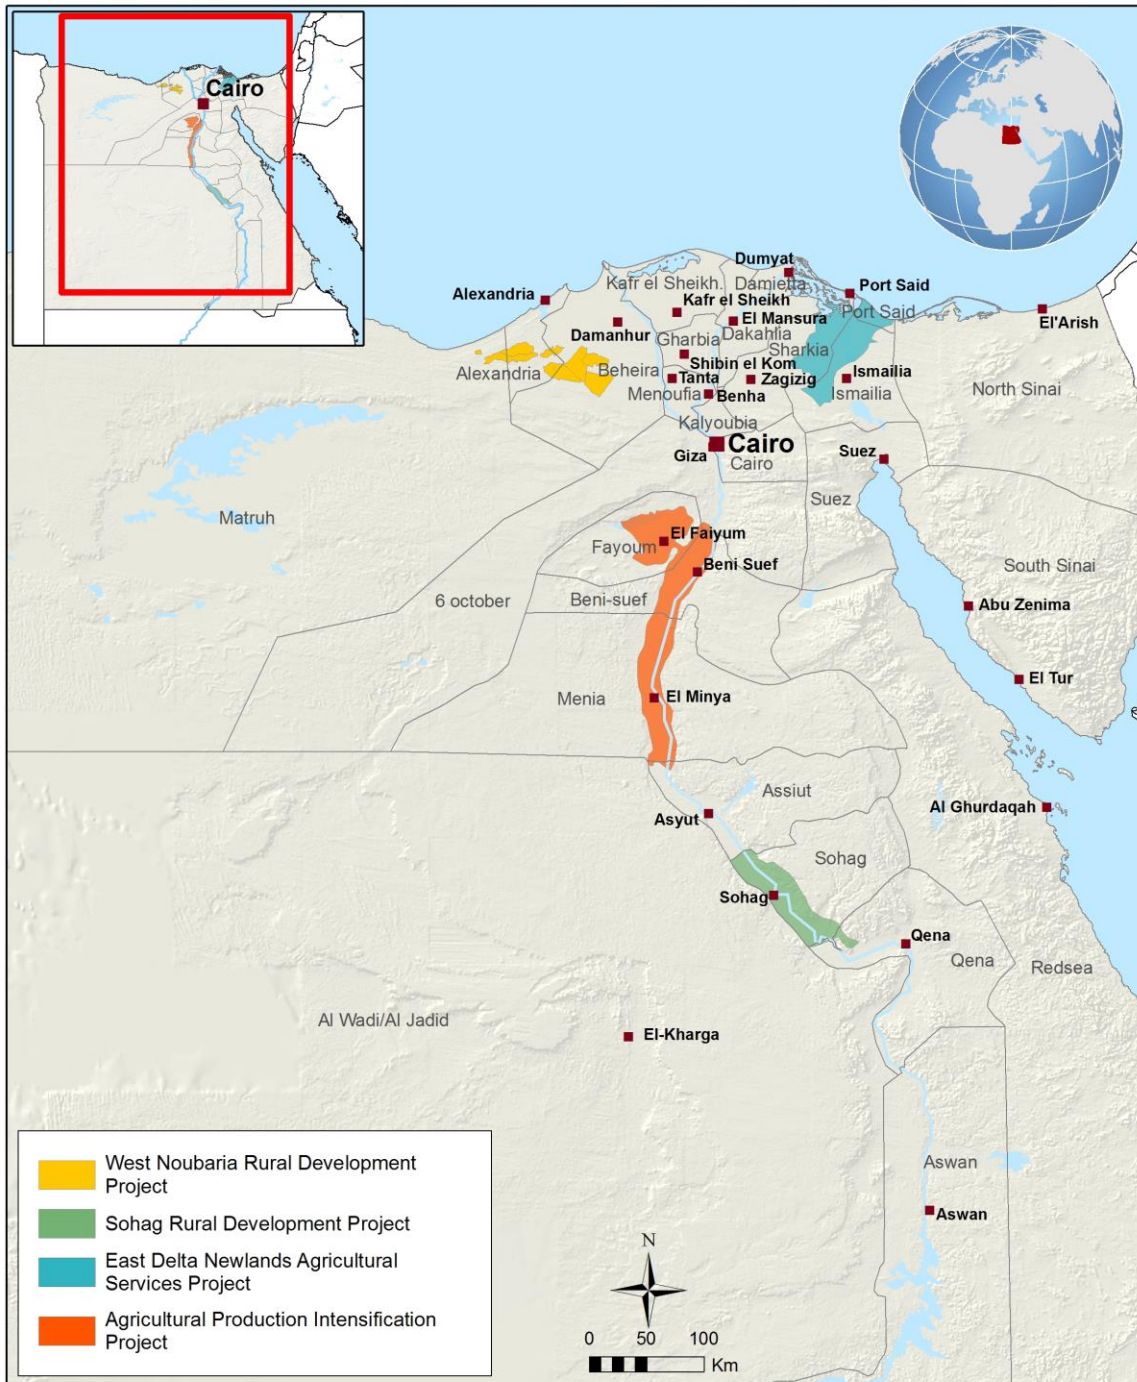 Cairo
Dumyat
Kafr el Sheikh.
Damietta
Port Said
Alexandria
Kafr el Sheikh
Port Said
El'Arish
Damanhur
El Mansura
Dakahlia
Gharbia
Sharkia
Shibin el Kom
Alexandria
Beheira
Tanta
Zagizig
Ismailia
Menoufia
Benha
Ismailia
North Sinai
Kalyoubia
Cairo
Giza
Cairo
Suez
Suez
Matruh
El Faiyum
Fayoum
Beni Suef
South Sinai
6 october
Beni-suef
Abu Zenima
El Tur
Menia
El Minya
Assiut
Al Ghurdaqah
Asyut
Sohag
Sohag
Qena
Qena
Redsea
Al Wadi/Al Jadid
El-Kharga
Aswan
Aswan
West Noubaria Rural Development
Project
Sohag Rural Development Project
East Delta Newlands Agricultural
Services Project
Agricultural Production Intensification
Project
N
0 50 100
Km